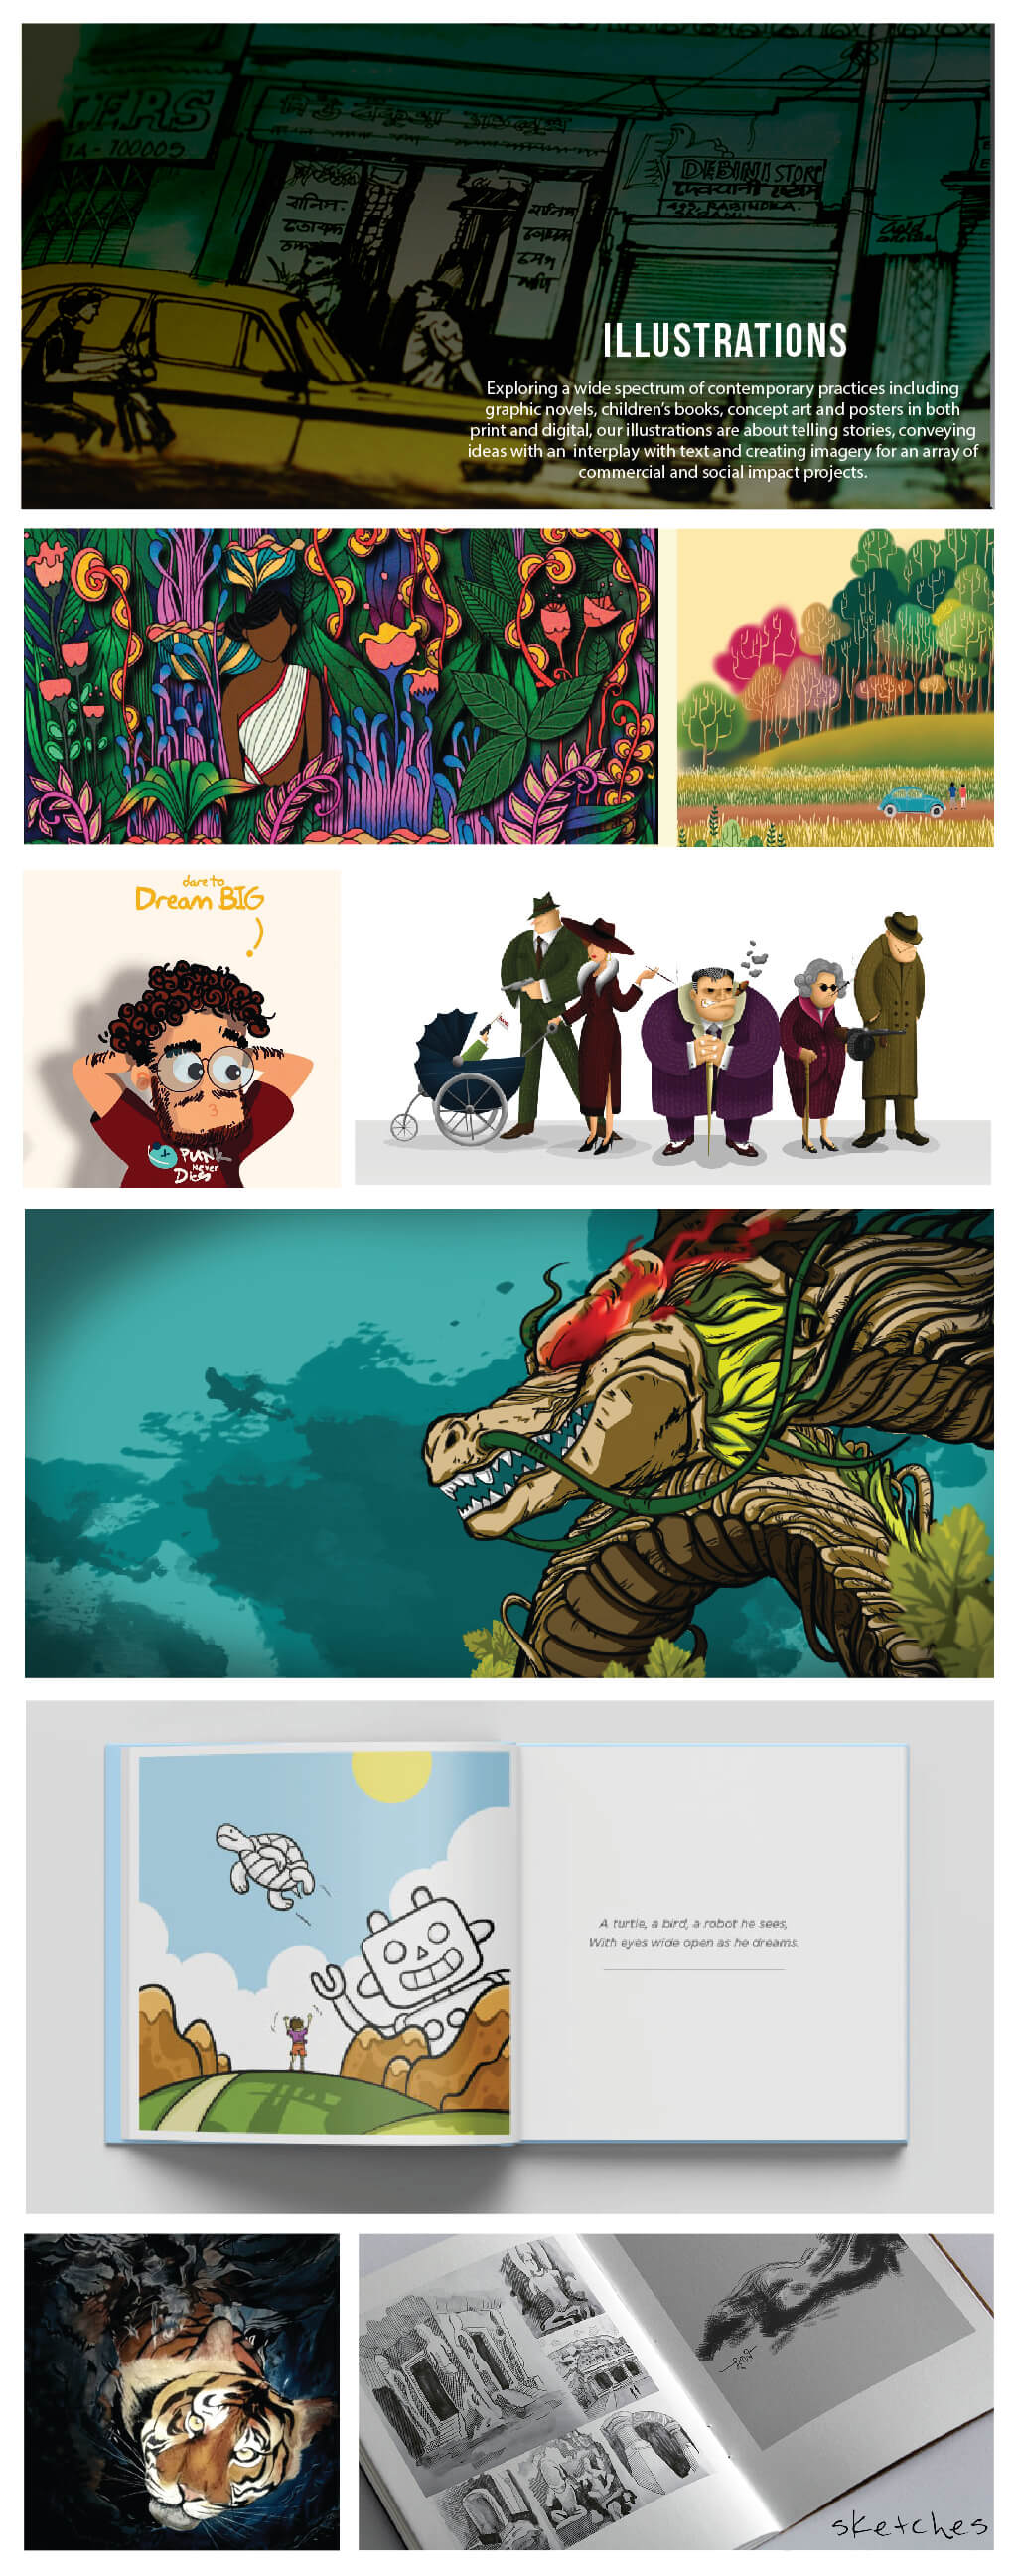 TA - 700005
DEBINI STORE
ILLUSTRATIONS
Exploring a wide spectrum of contemporary practices including
graphic novels, children's books, concept art and posters in both
print and digital, our illustrations are about telling stories, conveying
ideas with an interplay with text and creating imagery for an array of
commercial and social impact projects.
dare to
Dream BIG
PUNK
Never
Dies
A turtle, a bird, a robot he sees,
With eyes wide open as he dreams.
sketches